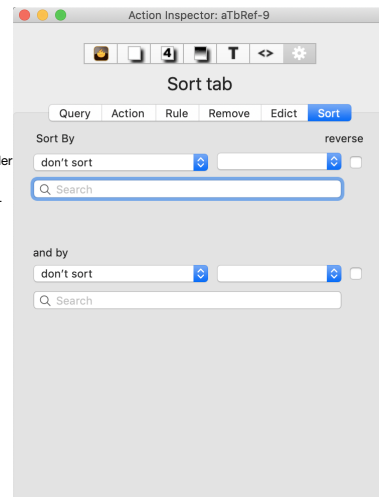 Action Inspector: aTbRef-9
4 T <>
Sort tab
Query Action Rule Remove Edict Sort
Sort By reverse
don't sort
Search
and by
don't sort
Search